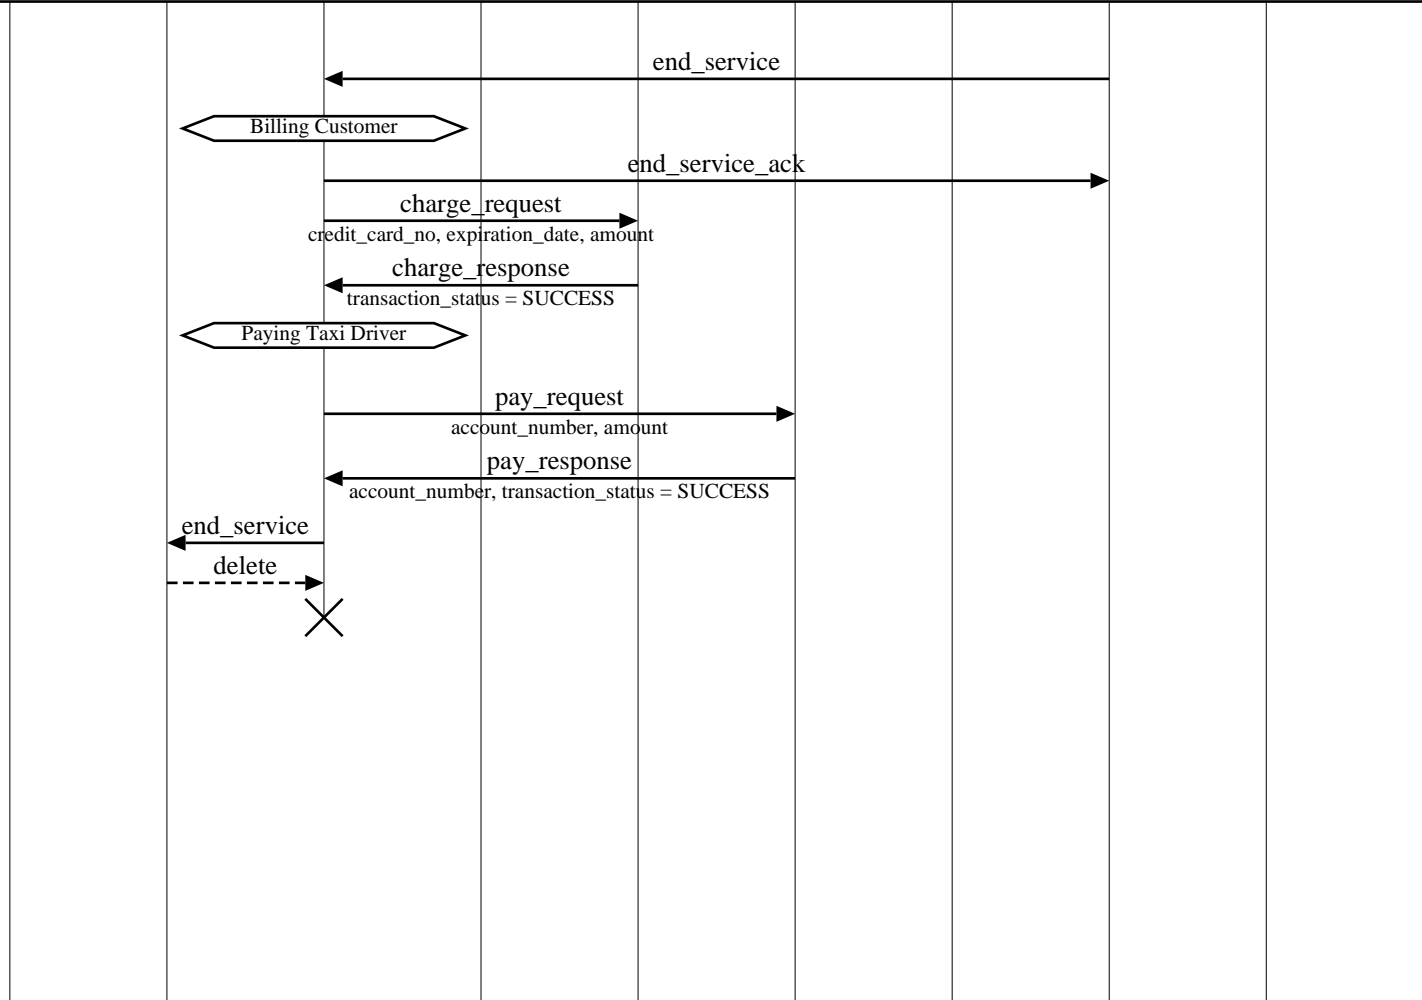 end_service
Billing Customer
end_service_ack
charge_request
credit_card_no, expiration_date, amount
charge_response
transaction_status = SUCCESS
Paying Taxi Driver
pay_request
account_number, amount
pay_response
account_number, transaction_status = SUCCESS
end_service
delete